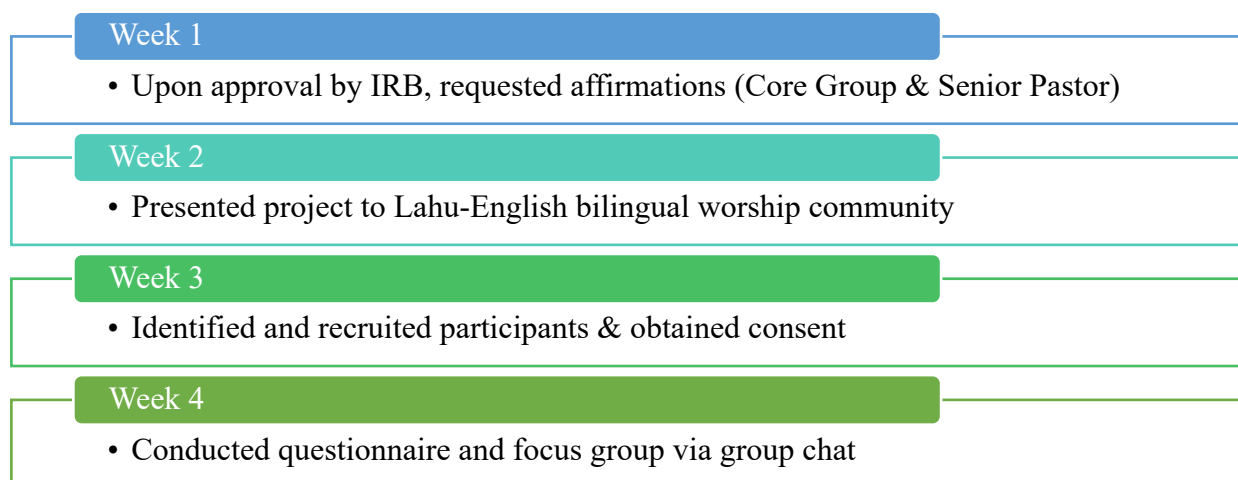 Week 1
• Upon approval by IRB, requested affirmations (Core Group & Senior Pastor)
Week 2
• Presented project to Lahu-English bilingual worship community
Week 3
• Identified and recruited participants & obtained consent
Week 4
• Conducted questionnaire and focus group via group chat